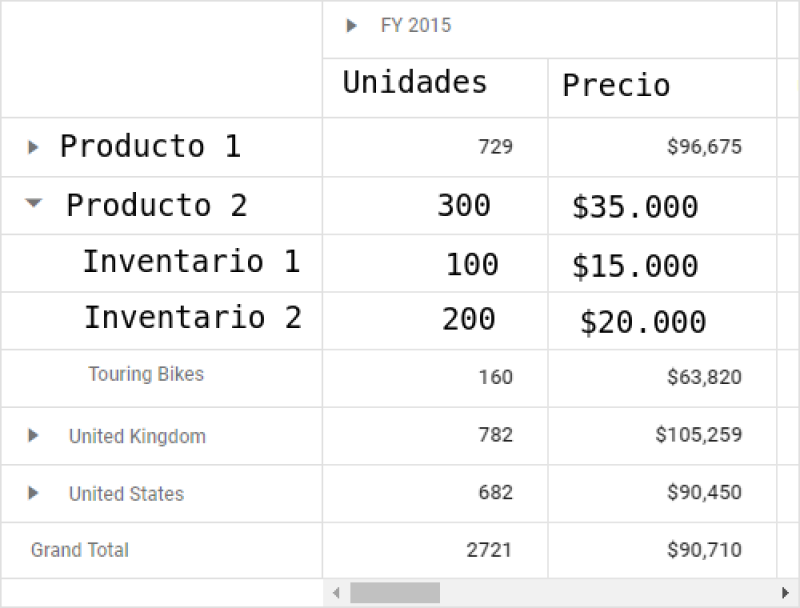 FY 2015
Unidades Precio
Producto 1 729 $96,675
Producto 2 300 $35.000
Inventario 1 100 $15.000
Inventario 2 200 $20.000
Touring Bikes 160 $63,820
United Kingdom 782 $105,259
United States 682 $90,450
Grand Total 2721 $90,710